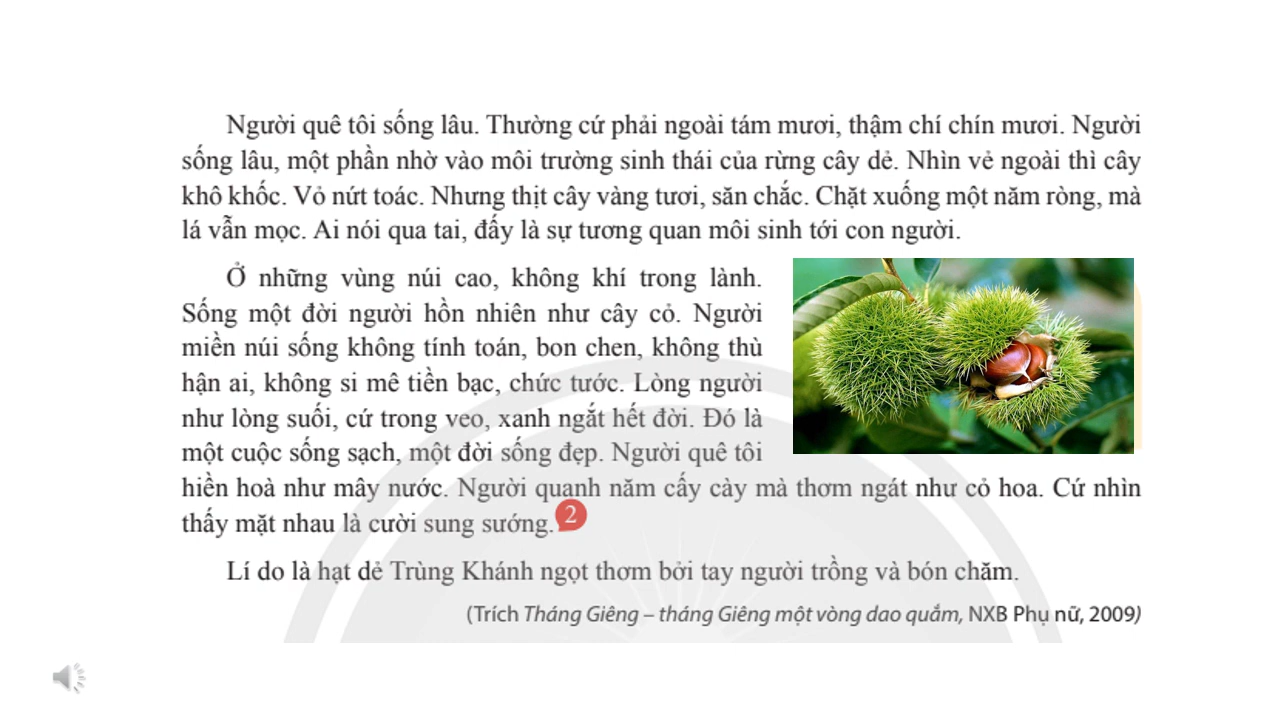 Người quê tôi sống lâu. Thường cứ phải ngoài tám mươi, thậm chí chín mươi. Người
sống lâu, một phần nhờ vào môi trường sinh thái của rừng cây dẻ. Nhìn vẻ ngoài thì cây
khô khốc. Vỏ nứt toác. Nhưng thịt cây vàng tươi, săn chắc. Chặt xuống một năm ròng, mà
lá vẫn mọc. Ai nói qua tai, đấy là sự tương quan môi sinh tới con người.
Ở những vùng núi cao, không khí trong lành.
Sống một đời người hồn nhiên như cây cỏ. Người
miền núi sống không tính toán, bon chen, không thù
hận ai, không si mê tiền bạc, chức tước. Lòng người
như lòng suối, cứ trong veo, xanh ngắt hết đời. Đó là
một cuộc sống sạch, một đời sống đẹp. Người quê tôi
hiền hoà như mây nước. Người quanh năm cấy cày mà thơm ngát như cỏ hoa. Cứ nhìn
thấy mặt nhau là cười sung sướng. 2
Lí do là hạt dẻ Trùng Khánh ngọt thơm bởi tay người trồng và bón chăm.
(Trích Tháng Giêng – tháng Giêng một vòng dao quắm, NXB Phụ nữ, 2009)